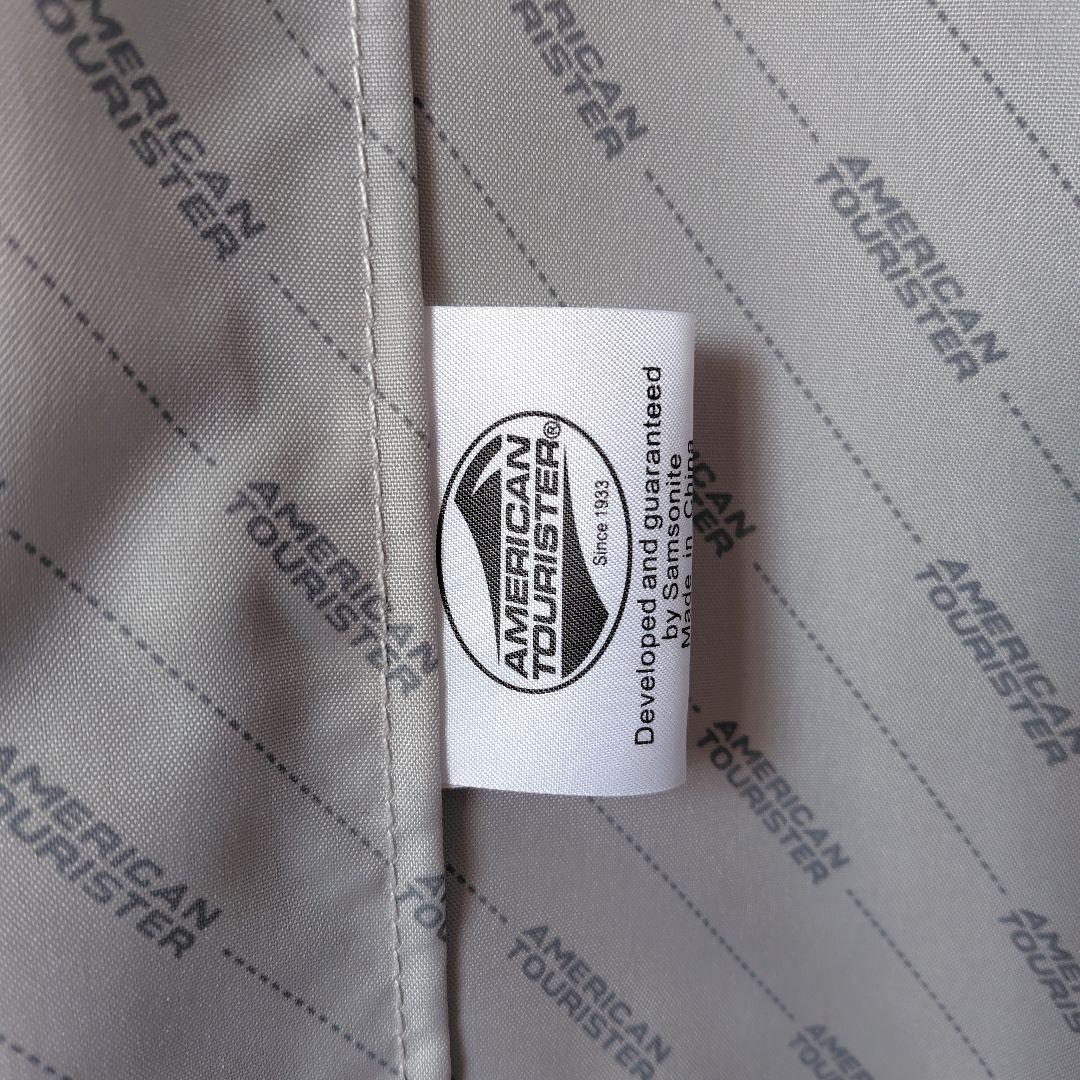 AMERICAN
TOURISTER®
Since 1933
Developed and guaranteed
by Samsonite
Made in China
AMERICAN
TOURISTER
AMERICAN
TOURISTER
AMERICAN
TOURISTER
AMERICAN
TOURISTER
AMERICAN
TOURISTER
AMERICAN
TOURISTER
AMERICAN
TOURISTER
AMERICAN
TOURISTER